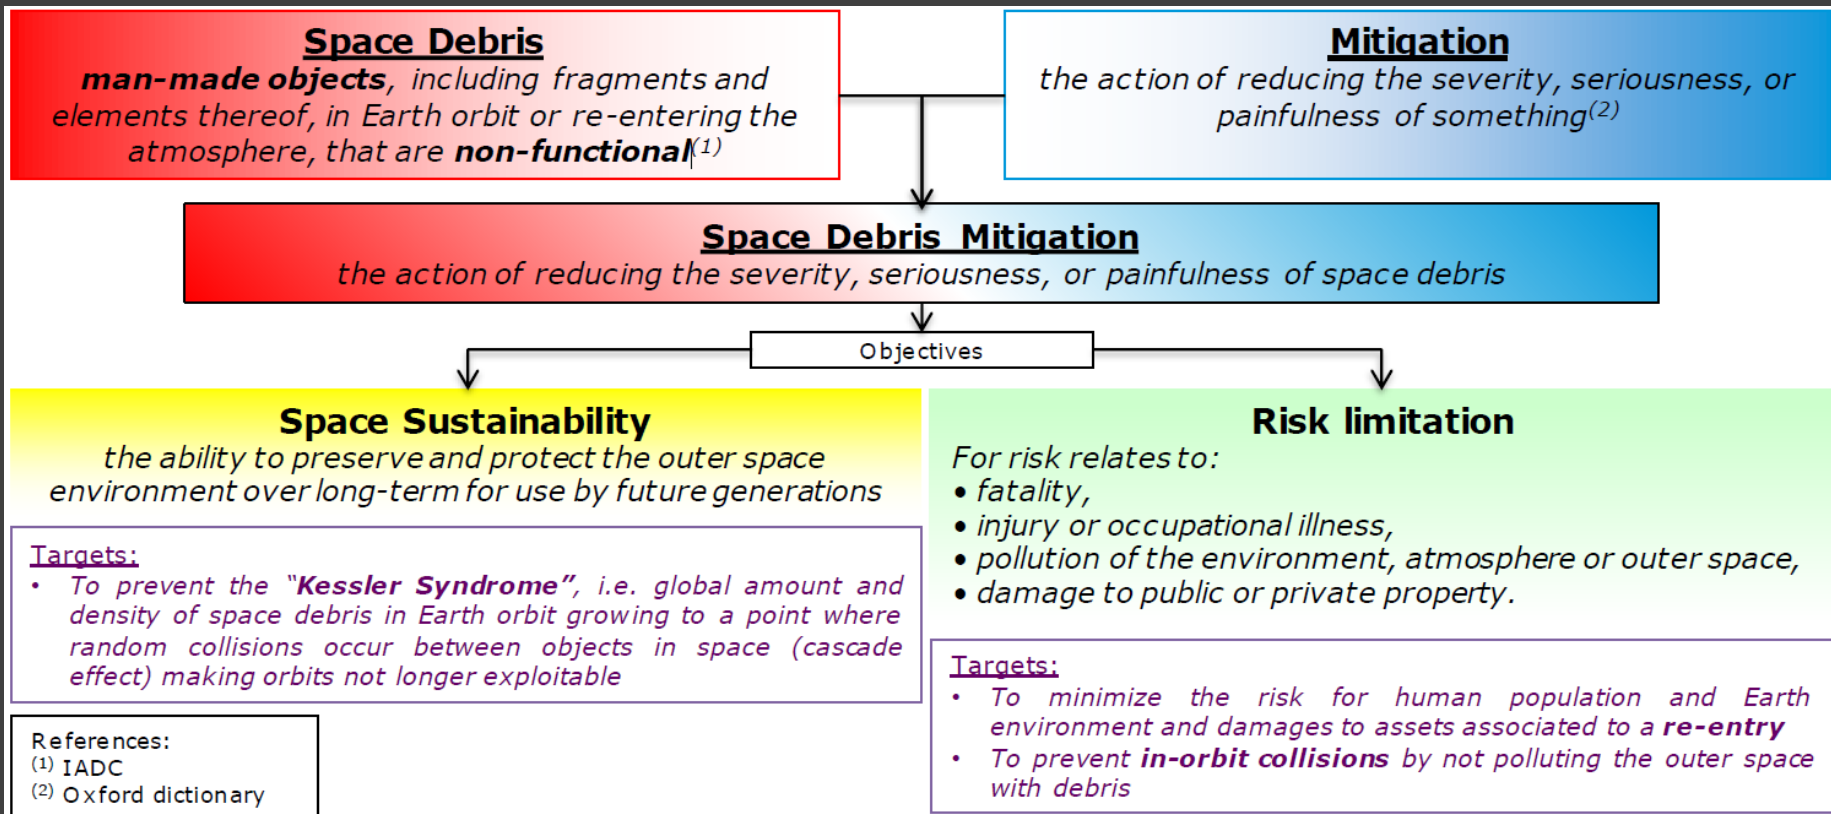 Space Debris
man-made objects, including fragments and
elements thereof, in Earth orbit or re-entering the
atmosphere, that are non-functional(1)
Mitigation
the action of reducing the severity, seriousness, or
painfulness of something(2)
Space Debris Mitigation
the action of reducing the severity, seriousness, or painfulness of space debris
Objectives
Space Sustainability
the ability to preserve and protect the outer space
environment over long-term for use by future generations
Targets:
• To prevent the “Kessler Syndrome”, i.e. global amount and
density of space debris in Earth orbit growing to a point where
random collisions occur between objects in space (cascade
effect) making orbits not longer exploitable
References:
(1) IADC
(2) Oxford dictionary
Risk limitation
For risk relates to:
• fatality,
• injury or occupational illness,
• pollution of the environment, atmosphere or outer space,
• damage to public or private property.
Targets:
• To minimize the risk for human population and Earth
environment and damages to assets associated to a re-entry
• To prevent in-orbit collisions by not polluting the outer space
with debris